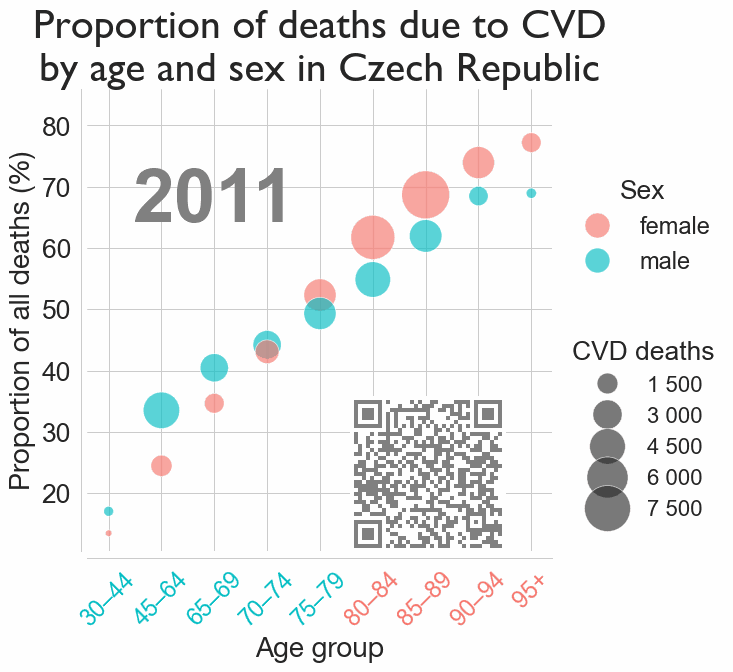 Proportion of deaths due to CVD
by age and sex in Czech Republic
Proportion of all deaths (%)
80
70
60
50
40
30
20
2011
30–44
45–64
65–69
70–74
75–79
80–84
85–89
90–94
95+
Age group
Sex
female
male
CVD deaths
1 500
3 000
4 500
6 000
7 500